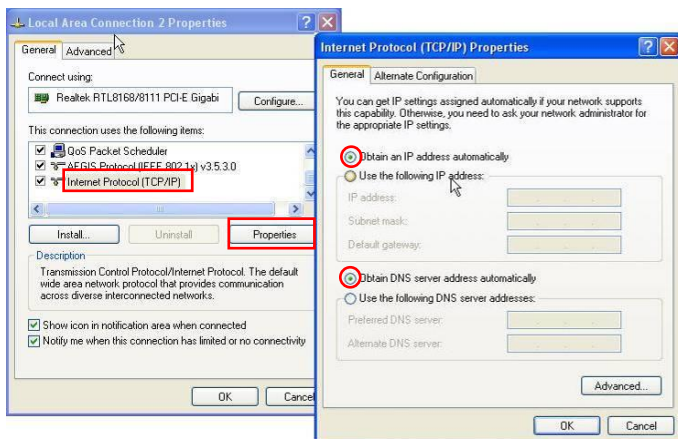 Local Area Connection 2 Properties
General Advanced
Connect using:
Realtek RTL8168/8111 PCI-E Gigabi
Configure...
This connection uses the following items:
QoS Packet Scheduler
AEGIS Protocol (IEEE 802.1x) v3.5.3.0
Internet Protocol (TCP/IP)
Install... Uninstall Properties
Description
Transmission Control Protocol/Internet Protocol. The default
wide area network protocol that provides communication
across diverse interconnected networks.
Show icon in notification area when connected
Notify me when this connection has limited or no connectivity
OK Cancel
Internet Protocol (TCP/IP) Properties
General Alternate Configuration
You can get IP settings assigned automatically if your network supports
this capability. Otherwise, you need to ask your network administrator for
the appropriate IP settings.
Obtain an IP address automatically
Use the following IP address:
IP address:
Subnet mask:
Default gateway:
Obtain DNS server address automatically
Use the following DNS server addresses:
Preferred DNS server:
Alternate DNS server:
Advanced...
OK Cancel